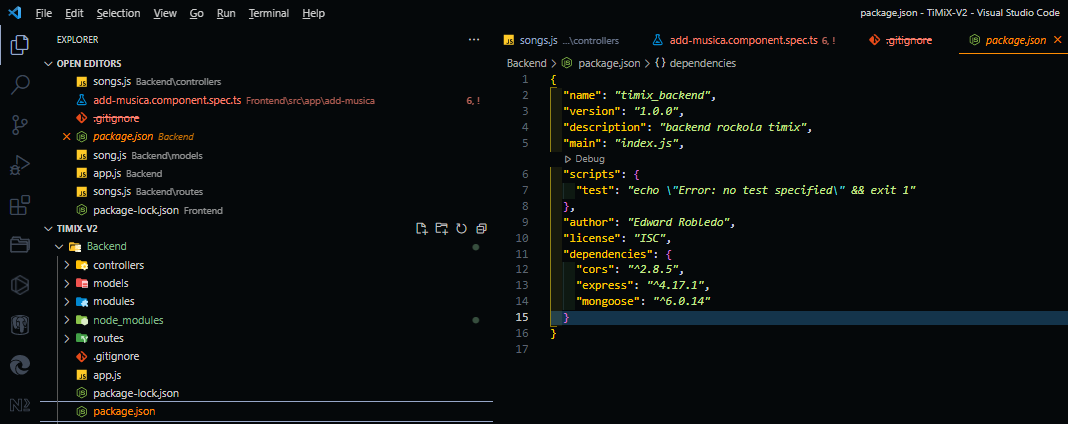 File Edit Selection View Go Run Terminal Help package.json - TiMiX-V2 - Visual Studio Code
EXPLORER ...
OPEN EDITORS
songs.js Backend\controllers
add-musica.component.spec.ts Frontend\src\app\add-musica 6, !
.gitignore
package.json Backend
song.js Backend\models
app.js Backend
songs.js Backend\routes
package-lock.json Frontend
TIMIX-V2
Backend
controllers
models
modules
node_modules
routes
.gitignore
app.js
package-lock.json
package.json
songs.js ...\controllers add-musica.component.spec.ts 6, ! .gitignore package.json
Backend > package.json > { } dependencies
1 {
2 "name": "timix_backend",
3 "version": "1.0.0",
4 "description": "backend rockola timix",
5 "main": "index.js",
Debug
6 "scripts": {
7 "test": "echo \"Error: no test specified\" && exit 1"
8 },
9 "author": "Edward Robledo",
10 "license": "ISC",
11 "dependencies": {
12 "cors": "^2.8.5",
13 "express": "^4.17.1",
14 "mongoose": "^6.0.14"
15 }
16 }
17